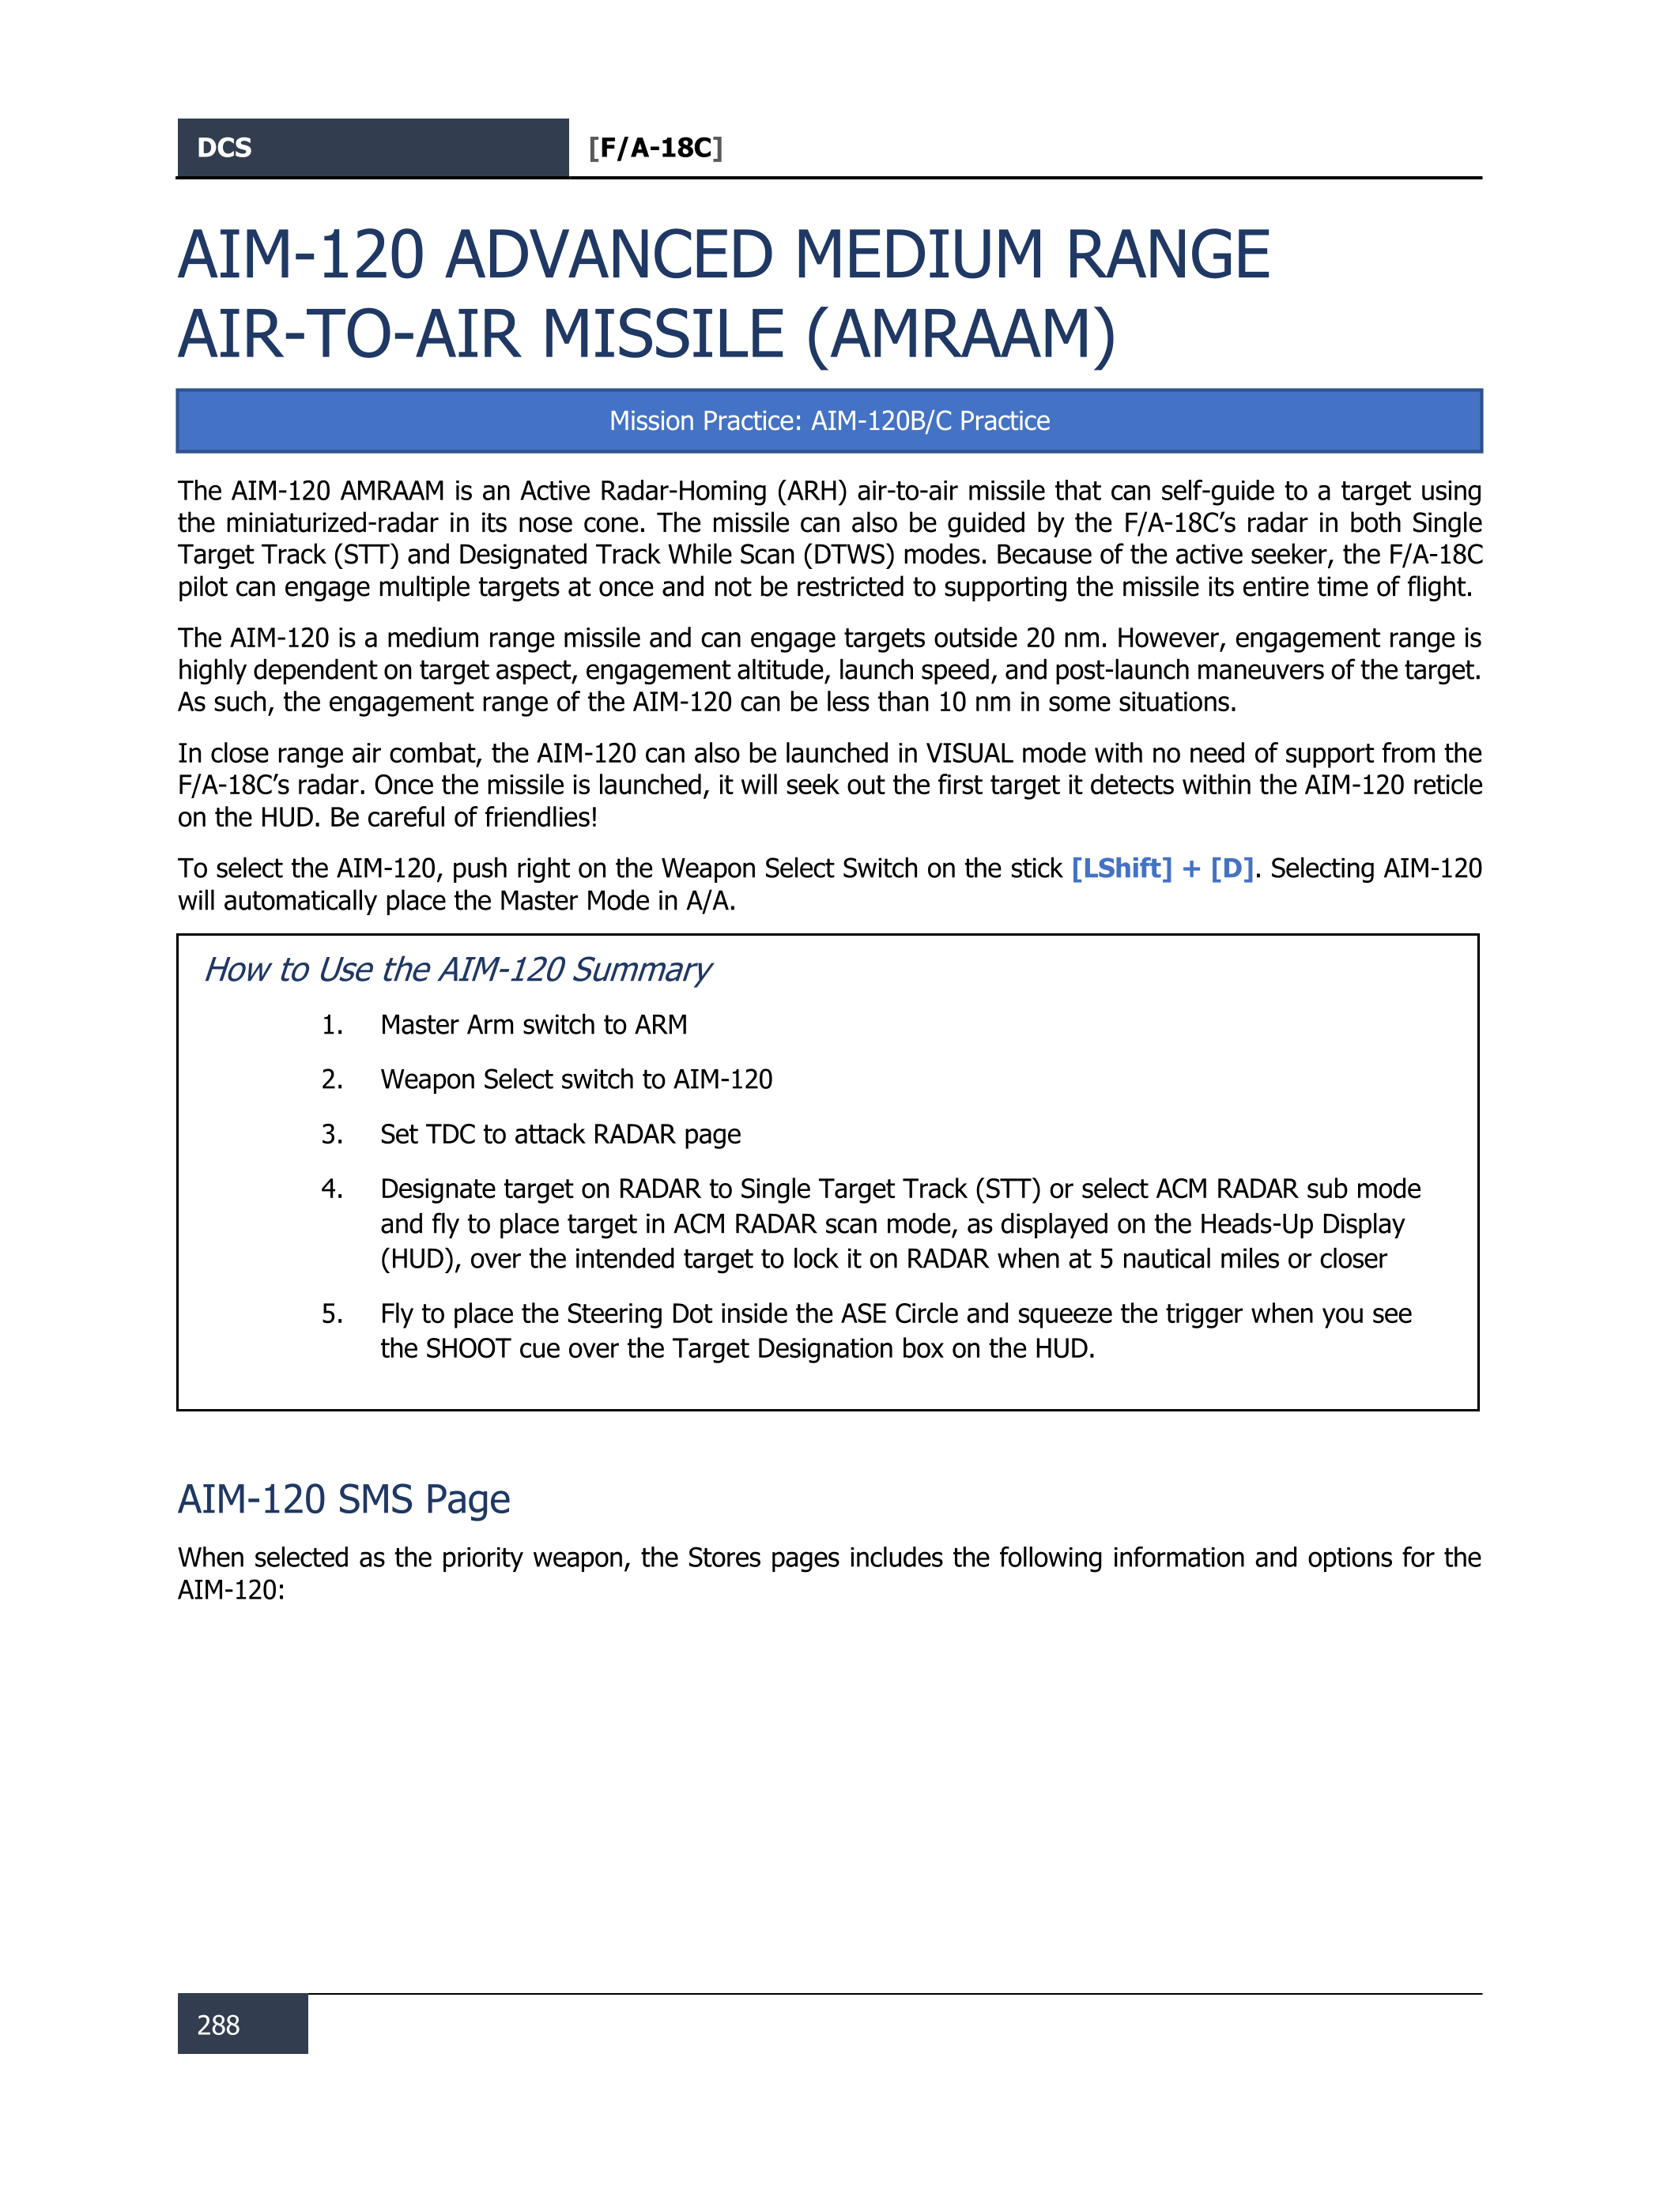 DCS [F/A-18C]
AIM-120 ADVANCED MEDIUM RANGE
AIR-TO-AIR MISSILE (AMRAAM)
Mission Practice: AIM-120B/C Practice
The AIM-120 AMRAAM is an Active Radar-Homing (ARH) air-to-air missile that can self-guide to a target using
the miniaturized-radar in its nose cone. The missile can also be guided by the F/A-18C’s radar in both Single
Target Track (STT) and Designated Track While Scan (DTWS) modes. Because of the active seeker, the F/A-18C
pilot can engage multiple targets at once and not be restricted to supporting the missile its entire time of flight.
The AIM-120 is a medium range missile and can engage targets outside 20 nm. However, engagement range is
highly dependent on target aspect, engagement altitude, launch speed, and post-launch maneuvers of the target.
As such, the engagement range of the AIM-120 can be less than 10 nm in some situations.
In close range air combat, the AIM-120 can also be launched in VISUAL mode with no need of support from the
F/A-18C’s radar. Once the missile is launched, it will seek out the first target it detects within the AIM-120 reticle
on the HUD. Be careful of friendlies!
To select the AIM-120, push right on the Weapon Select Switch on the stick [LShift] + [D]. Selecting AIM-120
will automatically place the Master Mode in A/A.
How to Use the AIM-120 Summary
1. Master Arm switch to ARM
2. Weapon Select switch to AIM-120
3. Set TDC to attack RADAR page
4. Designate target on RADAR to Single Target Track (STT) or select ACM RADAR sub mode
and fly to place target in ACM RADAR scan mode, as displayed on the Heads-Up Display
(HUD), over the intended target to lock it on RADAR when at 5 nautical miles or closer
5. Fly to place the Steering Dot inside the ASE Circle and squeeze the trigger when you see
the SHOOT cue over the Target Designation box on the HUD.
AIM-120 SMS Page
When selected as the priority weapon, the Stores pages includes the following information and options for the
AIM-120:
288